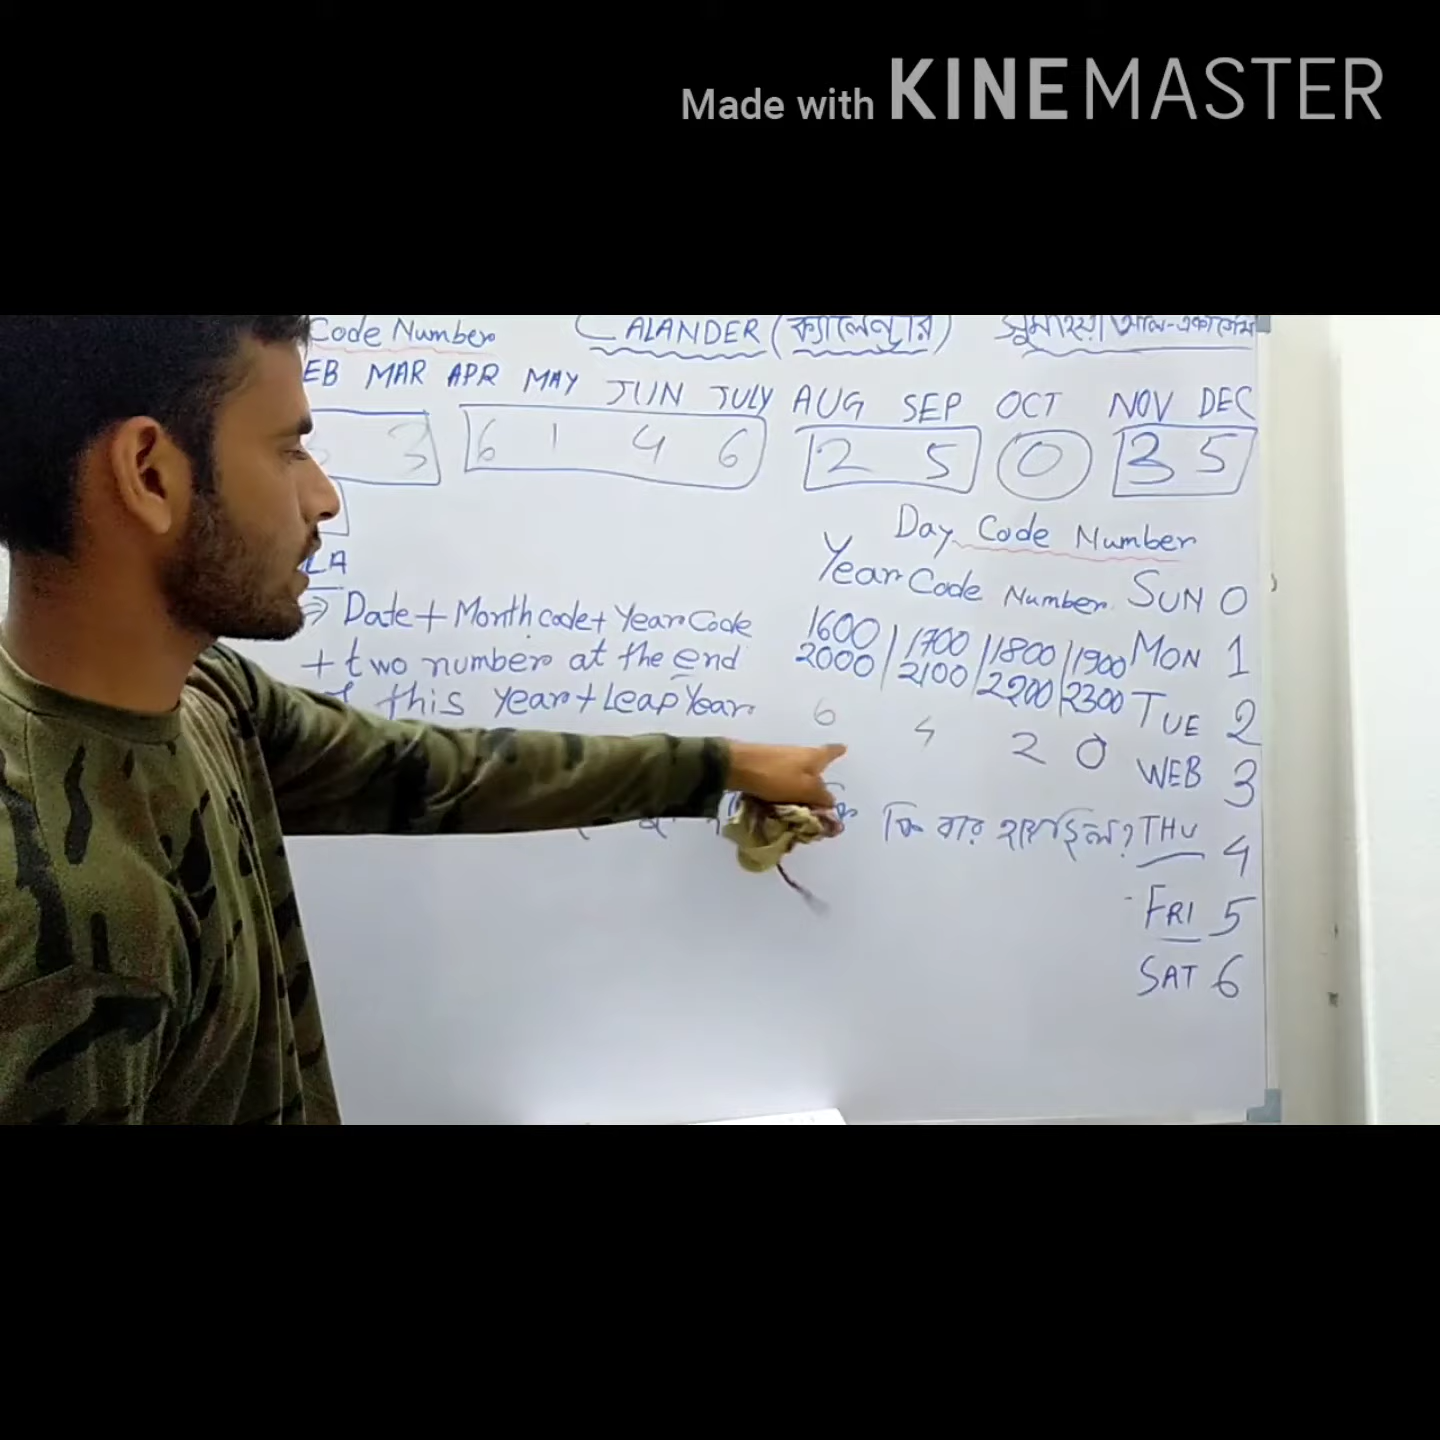 Made with KINEMASTER
Code Number CALANDER (ক্যালেন্ডার)
EB MAR APR MAY JUN JULY AUG SEP OCT NOV DEC
3 6 1 4 6 2 5 0 3 5
Day Code Number
LA
Year Code Number SUN 0
⇒ Date + Month code + Year Code
1600 | 1700 | 1800 | 1900 MON 1
+ two number at the end
2000 | 2100 | 2200 | 2300 TUE 2
this Year + Leap Year
6 4 2 0 WEB 3
কি বার হয়েছিল? THU 4
FRI 5
SAT 6